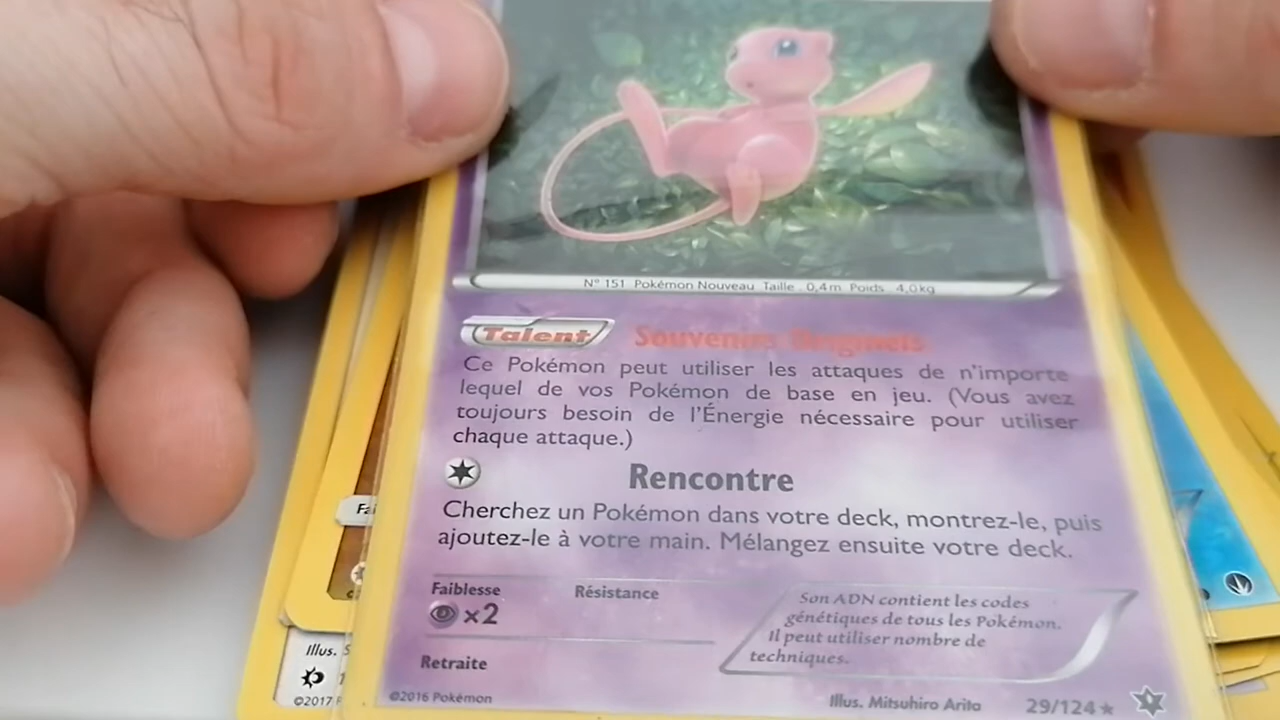 N° 151 Pokémon Nouveau Taille . 0,4m Poids . 4,0kg
Talent Souvenirs Originels
Ce Pokémon peut utiliser les attaques de n'importe
lequel de vos Pokémon de base en jeu. (Vous avez
toujours besoin de l'Énergie nécessaire pour utiliser
chaque attaque.)
Rencontre
Cherchez un Pokémon dans votre deck, montrez-le, puis
ajoutez-le à votre main. Mélangez ensuite votre deck.
Faiblesse Résistance
×2
Retraite
Son ADN contient les codes
génétiques de tous les Pokémon.
Il peut utiliser nombre de
techniques.
©2016 Pokémon
Illus. Mitsuhiro Arita 29/124 ★
Fai
Illus. S
©2017 P